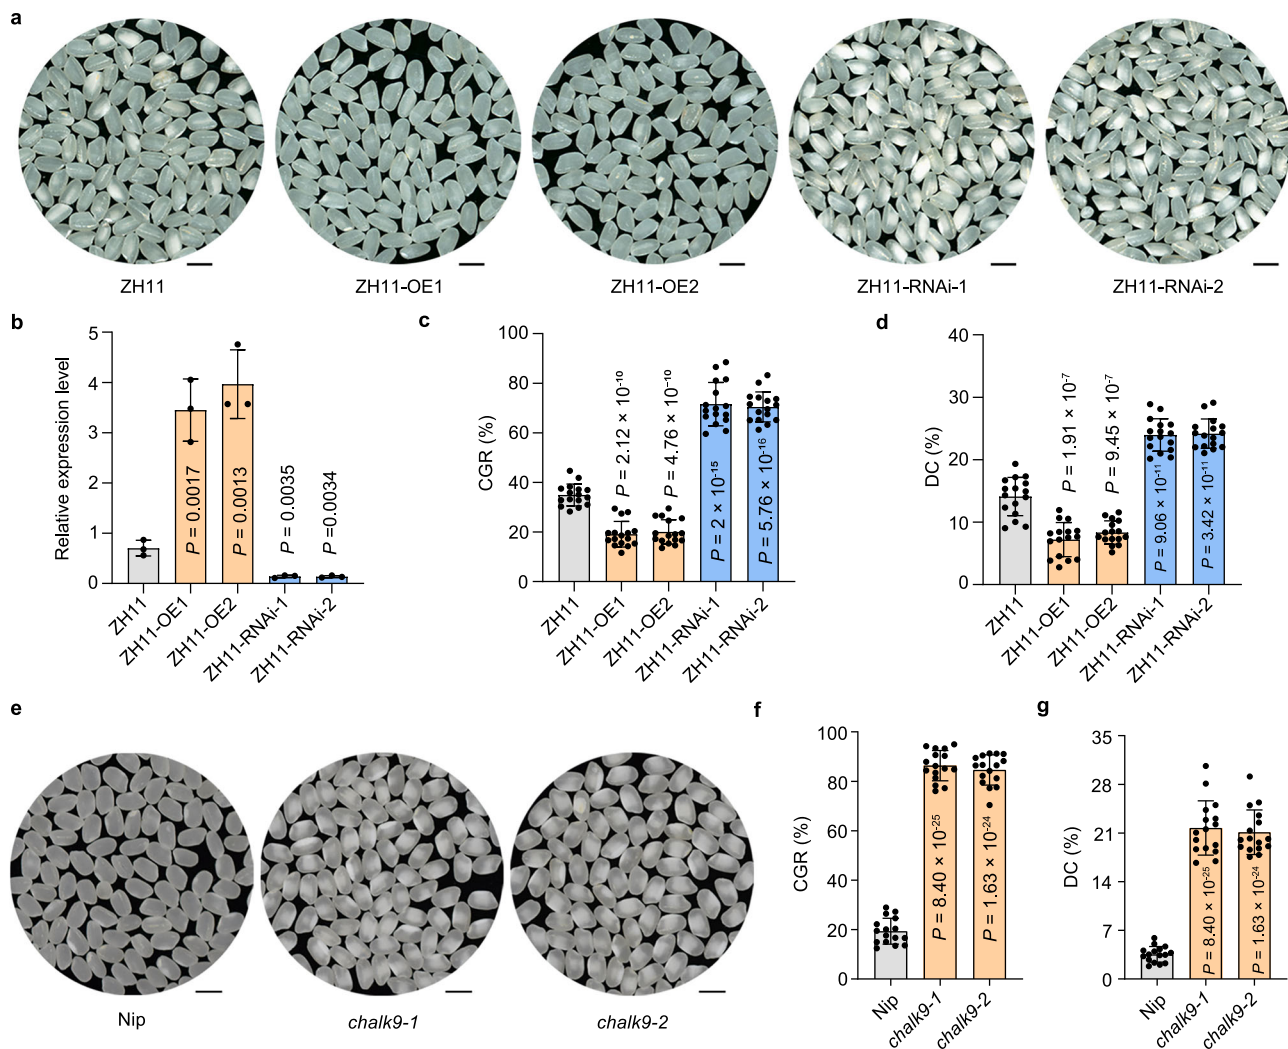 a
ZH11
ZH11-OE1
ZH11-OE2
ZH11-RNAi-1
ZH11-RNAi-2
b
Relative expression level
5
4
3
2
1
0
P = 0.0017
P = 0.0013
P = 0.0035
P =0.0034
ZH11
ZH11-OE1
ZH11-OE2
ZH11-RNAi-1
ZH11-RNAi-2
c
CGR (%)
100
80
60
40
20
0
P = 2.12 × 10⁻¹⁰
P = 4.76 × 10⁻¹⁰
P = 2 × 10⁻¹⁵
P = 5.76 × 10⁻¹⁶
ZH11
ZH11-OE1
ZH11-OE2
ZH11-RNAi-1
ZH11-RNAi-2
d
DC (%)
40
30
20
10
0
P = 1.91 × 10⁻⁷
P = 9.45 × 10⁻⁷
P = 9.06 × 10⁻¹¹
P = 3.42 × 10⁻¹¹
ZH11
ZH11-OE1
ZH11-OE2
ZH11-RNAi-1
ZH11-RNAi-2
e
Nip
chalk9-1
chalk9-2
f
CGR (%)
100
80
60
40
20
0
P = 8.40 × 10⁻²⁵
P = 1.63 × 10⁻²⁴
Nip
chalk9-1
chalk9-2
g
DC (%)
35
28
21
14
7
0
P = 8.40 × 10⁻²⁵
P = 1.63 × 10⁻²⁴
Nip
chalk9-1
chalk9-2